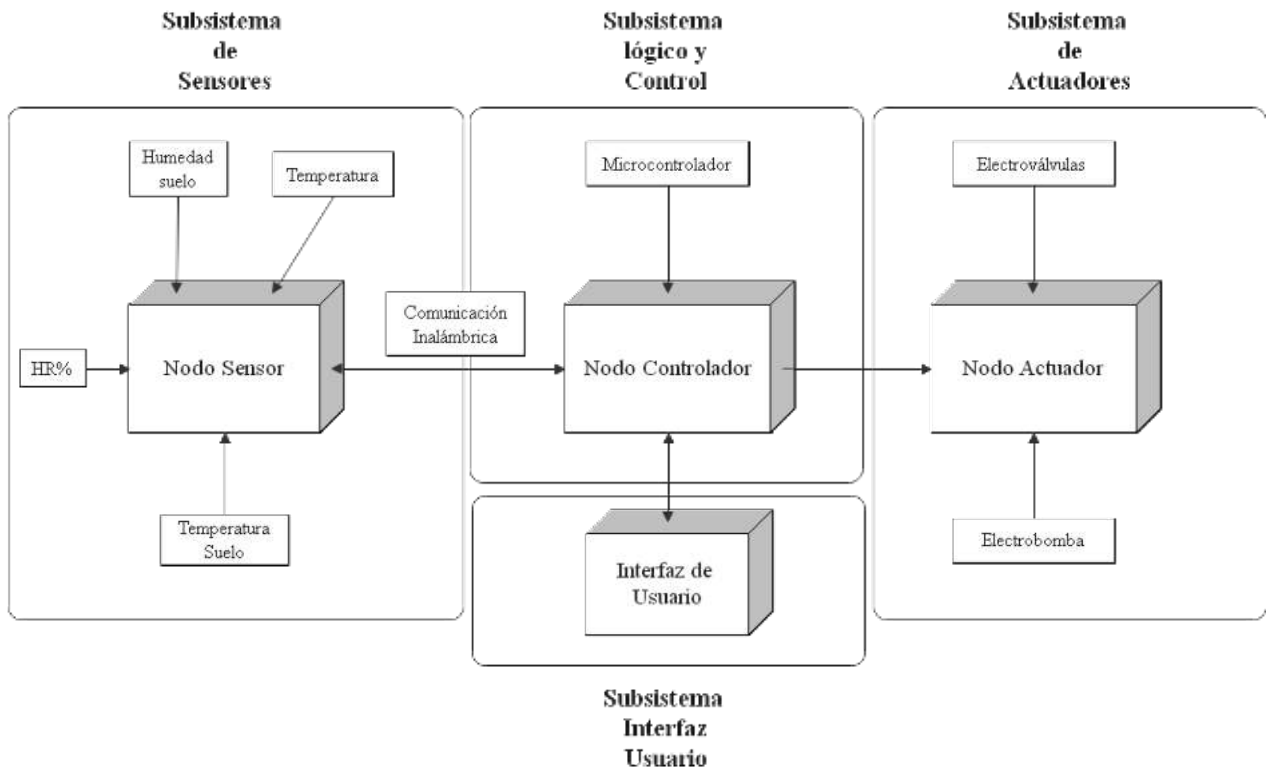 Subsistema
de
Sensores
Subsistema
lógico y
Control
Subsistema
de
Actuadores
Humedad
suelo
Temperatura
Microcontrolador
Electroválvulas
Comunicación
Inalámbrica
HR%
Nodo Sensor
Nodo Controlador
Nodo Actuador
Temperatura
Suelo
Electrobomba
Interfaz de
Usuario
Subsistema
Interfaz
Usuario